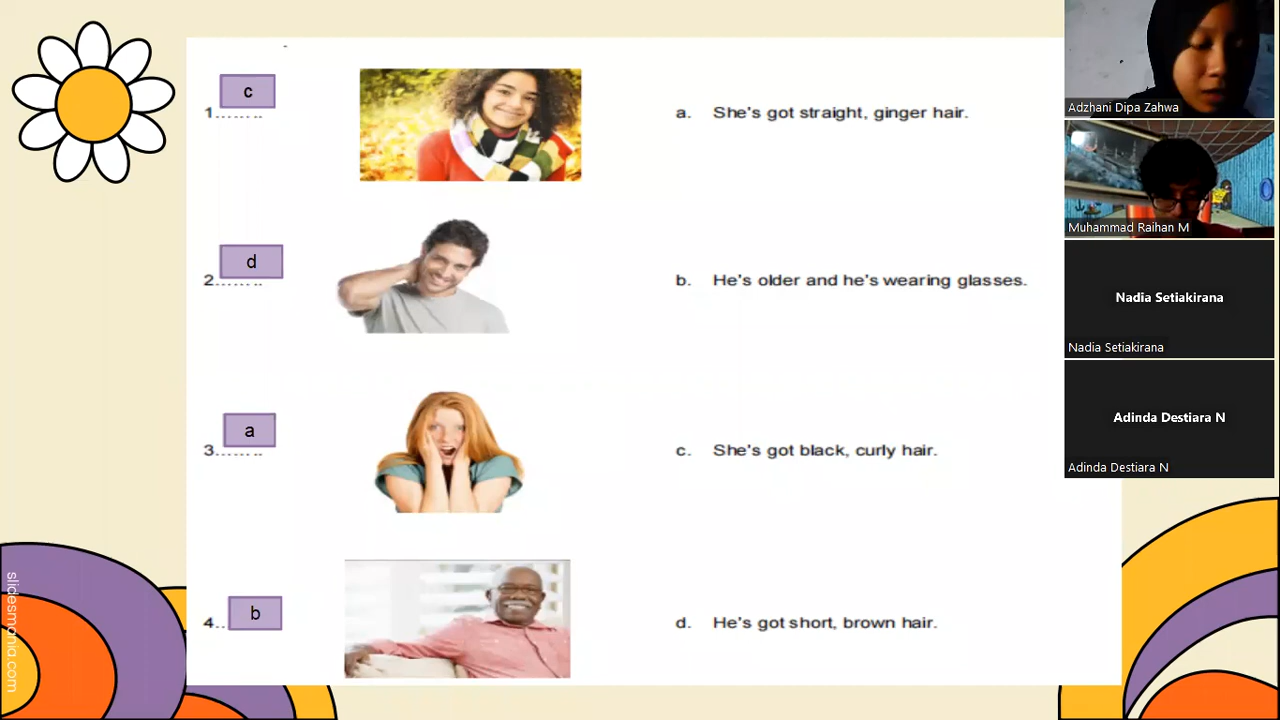 c
1.........
a. She's got straight, ginger hair.
d
2.........
b. He's older and he's wearing glasses.
a
3.........
c. She's got black, curly hair.
b
4..
d. He's got short, brown hair.
slidesmania.com
Adzhani Dipa Zahwa
Muhammad Raihan M
Nadia Setiakirana
Nadia Setiakirana
Adinda Destiara N
Adinda Destiara N